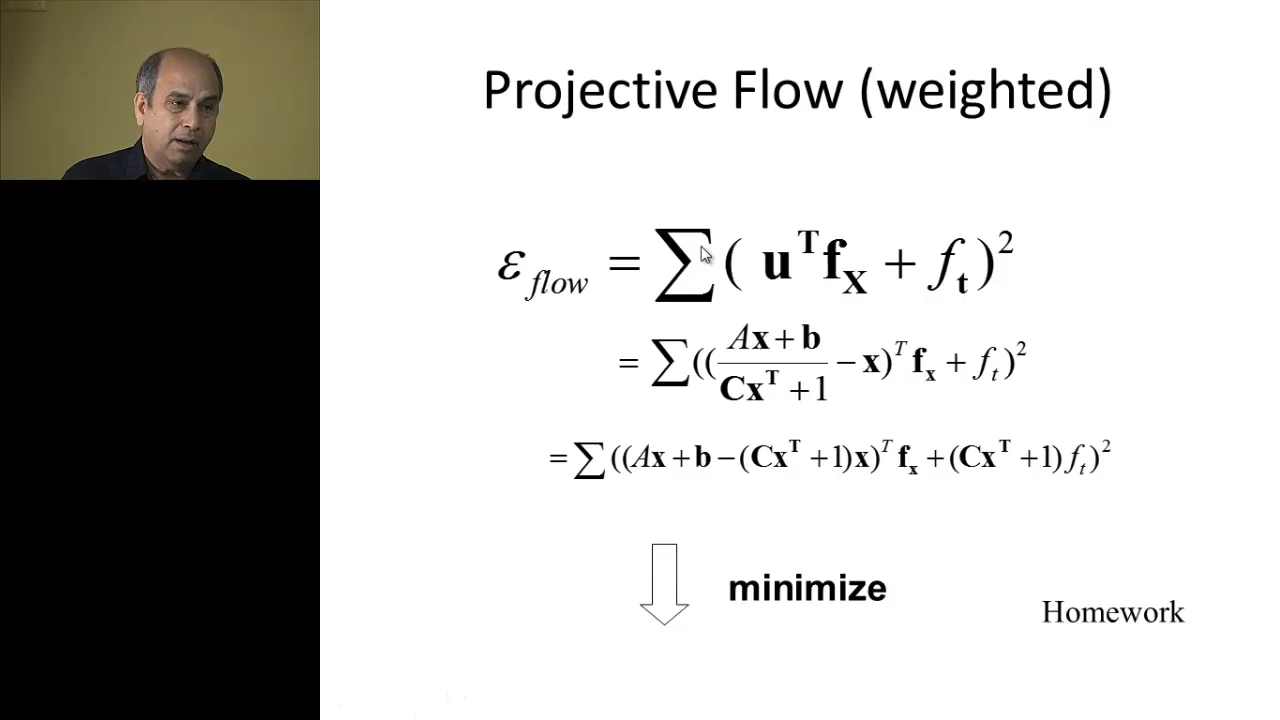 Projective Flow (weighted)
ε_flow = ∑( u^T f_X + f_t )^2
= ∑(( (Ax + b) / (Cx^T + 1) − x)^T f_x + f_t )^2
= ∑((Ax + b − (Cx^T + 1)x)^T f_x + (Cx^T + 1) f_t )^2
minimize
Homework